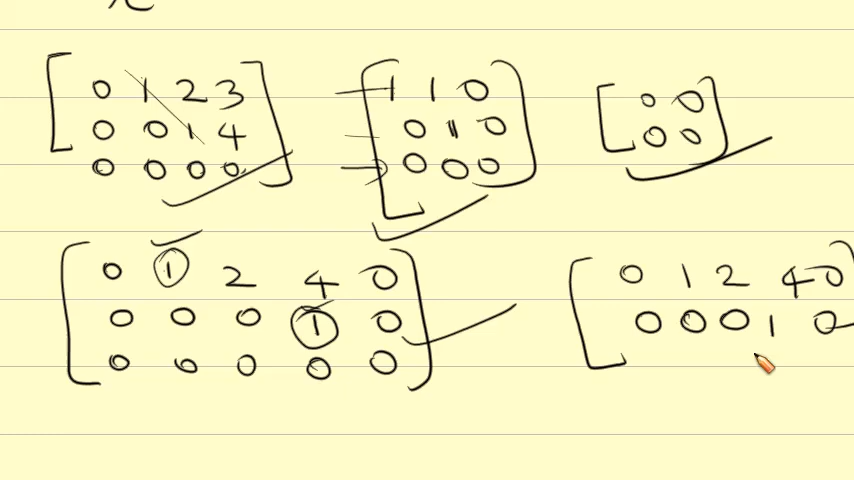 0 1 2 3 1 1 0 0 0
0 0 1 4 0 1 0 0 0
0 0 0 0 0 0 0
0 1 2 4 0 0 1 2 4 0
0 0 0 1 0 0 0 0 1 0
0 0 0 0 0